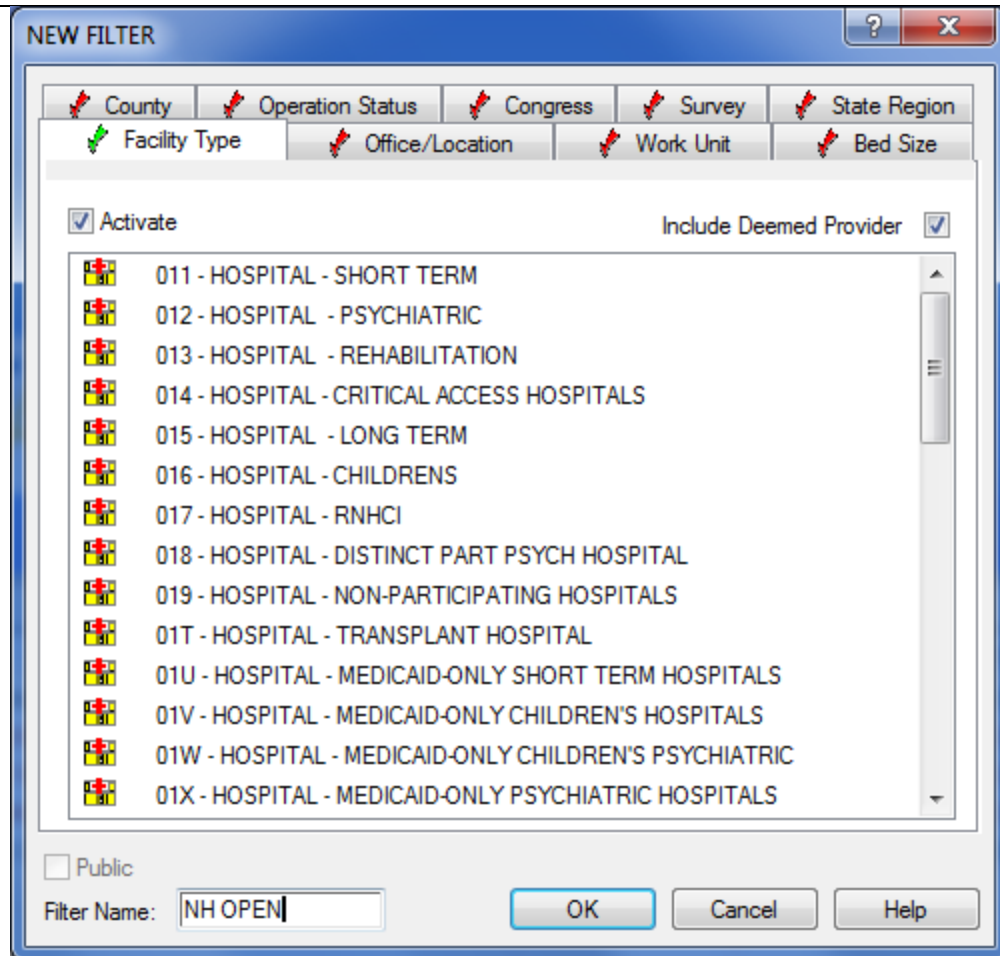 NEW FILTER
County Operation Status Congress Survey State Region
Facility Type Office/Location Work Unit Bed Size
Activate Include Deemed Provider
011 - HOSPITAL - SHORT TERM
012 - HOSPITAL - PSYCHIATRIC
013 - HOSPITAL - REHABILITATION
014 - HOSPITAL - CRITICAL ACCESS HOSPITALS
015 - HOSPITAL - LONG TERM
016 - HOSPITAL - CHILDRENS
017 - HOSPITAL - RNHCI
018 - HOSPITAL - DISTINCT PART PSYCH HOSPITAL
019 - HOSPITAL - NON-PARTICIPATING HOSPITALS
01T - HOSPITAL - TRANSPLANT HOSPITAL
01U - HOSPITAL - MEDICAID-ONLY SHORT TERM HOSPITALS
01V - HOSPITAL - MEDICAID-ONLY CHILDREN'S HOSPITALS
01W - HOSPITAL - MEDICAID-ONLY CHILDREN'S PSYCHIATRIC
01X - HOSPITAL - MEDICAID-ONLY PSYCHIATRIC HOSPITALS
Public
Filter Name: NH OPEN OK Cancel Help